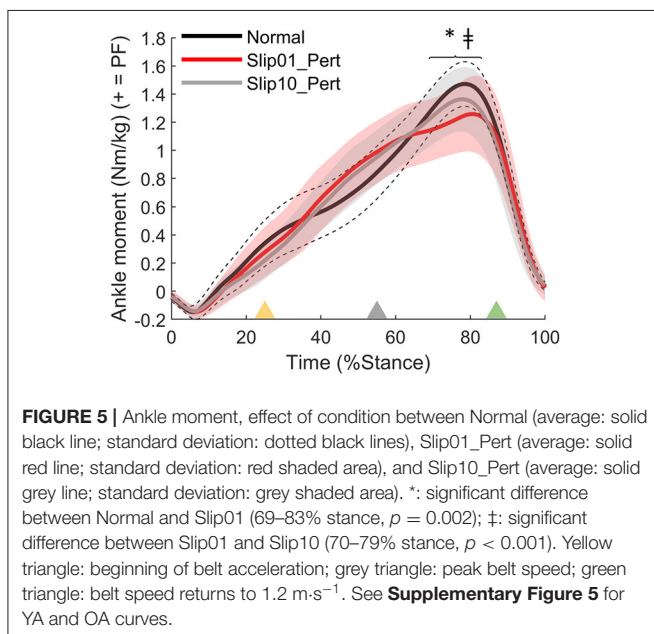 Ankle moment (Nm/kg) (+ = PF)
1.8
1.6
1.4
1.2
1
0.8
0.6
0.4
0.2
0
-0.2
Normal
Slip01_Pert
Slip10_Pert
* ‡
0 20 40 60 80 100
Time (%Stance)
FIGURE 5 | Ankle moment, effect of condition between Normal (average: solid
black line; standard deviation: dotted black lines), Slip01_Pert (average: solid
red line; standard deviation: red shaded area), and Slip10_Pert (average: solid
grey line; standard deviation: grey shaded area). *: significant difference
between Normal and Slip01 (69–83% stance, p = 0.002); ‡: significant
difference between Slip01 and Slip10 (70–79% stance, p < 0.001). Yellow
triangle: beginning of belt acceleration; grey triangle: peak belt speed; green
triangle: belt speed returns to 1.2 m·s⁻¹. See Supplementary Figure 5 for
YA and OA curves.